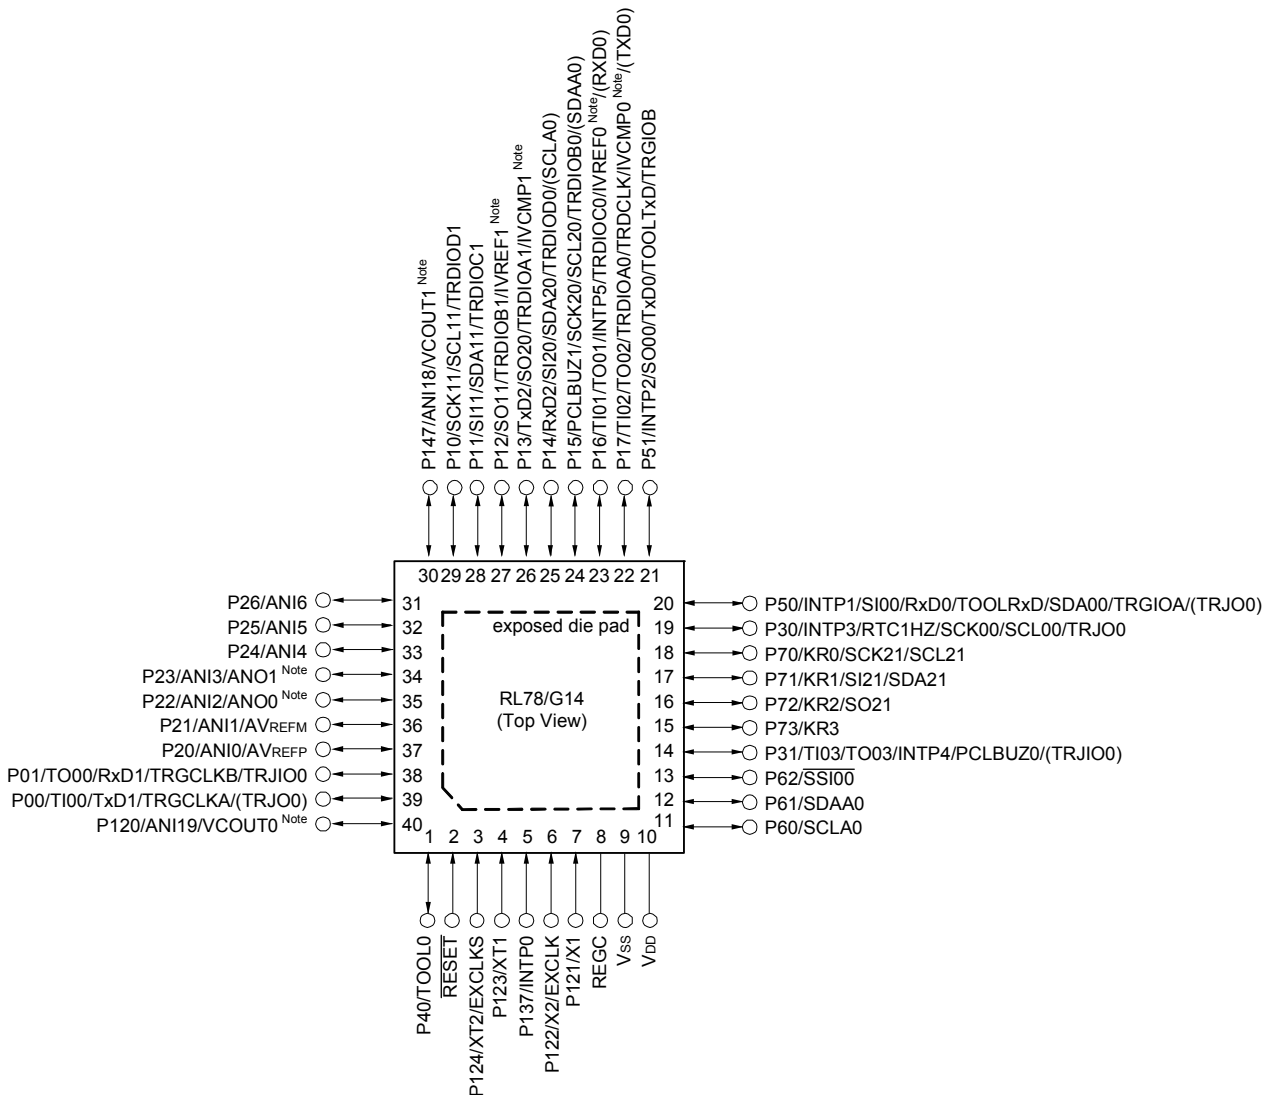 P147/ANI18/VCOUT1 Note
P10/SCK11/SCL11/TRDIOD1
P11/SI11/SDA11/TRDIOC1
P12/SO11/TRDIOB1/IVREF1 Note
P13/TxD2/SO20/TRDIOA1/IVCMP1 Note
P14/RxD2/SI20/SDA20/TRDIOD0/(SCLA0)
P15/PCLBUZ1/SCK20/SCL20/TRDIOB0/(SDAA0)
P16/TI01/TO01/INTP5/TRDIOC0/IVREF0 Note/(RXD0)
P17/TI02/TO02/TRDIOA0/TRDCLK/IVCMP0 Note/(TXD0)
P51/INTP2/SO00/TxD0/TOOLTxD/TRGIOB
30 29 28 27 26 25 24 23 22 21
P26/ANI6 31
P25/ANI5 32
P24/ANI4 33
P23/ANI3/ANO1 Note 34
P22/ANI2/ANO0 Note 35
P21/ANI1/AVREFM 36
P20/ANI0/AVREFP 37
P01/TO00/RxD1/TRGCLKB/TRJIO0 38
P00/TI00/TxD1/TRGCLKA/(TRJO0) 39
P120/ANI19/VCOUT0 Note 40
exposed die pad
RL78/G14
(Top View)
20 P50/INTP1/SI00/RxD0/TOOLRxD/SDA00/TRGIOA/(TRJO0)
19 P30/INTP3/RTC1HZ/SCK00/SCL00/TRJO0
18 P70/KR0/SCK21/SCL21
17 P71/KR1/SI21/SDA21
16 P72/KR2/SO21
15 P73/KR3
14 P31/TI03/TO03/INTP4/PCLBUZ0/(TRJIO0)
13 P62/SSI00
12 P61/SDAA0
11 P60/SCLA0
1 2 3 4 5 6 7 8 9 10
P40/TOOL0
RESET
P124/XT2/EXCLKS
P123/XT1
P137/INTP0
P122/X2/EXCLK
P121/X1
REGC
VSS
VDD